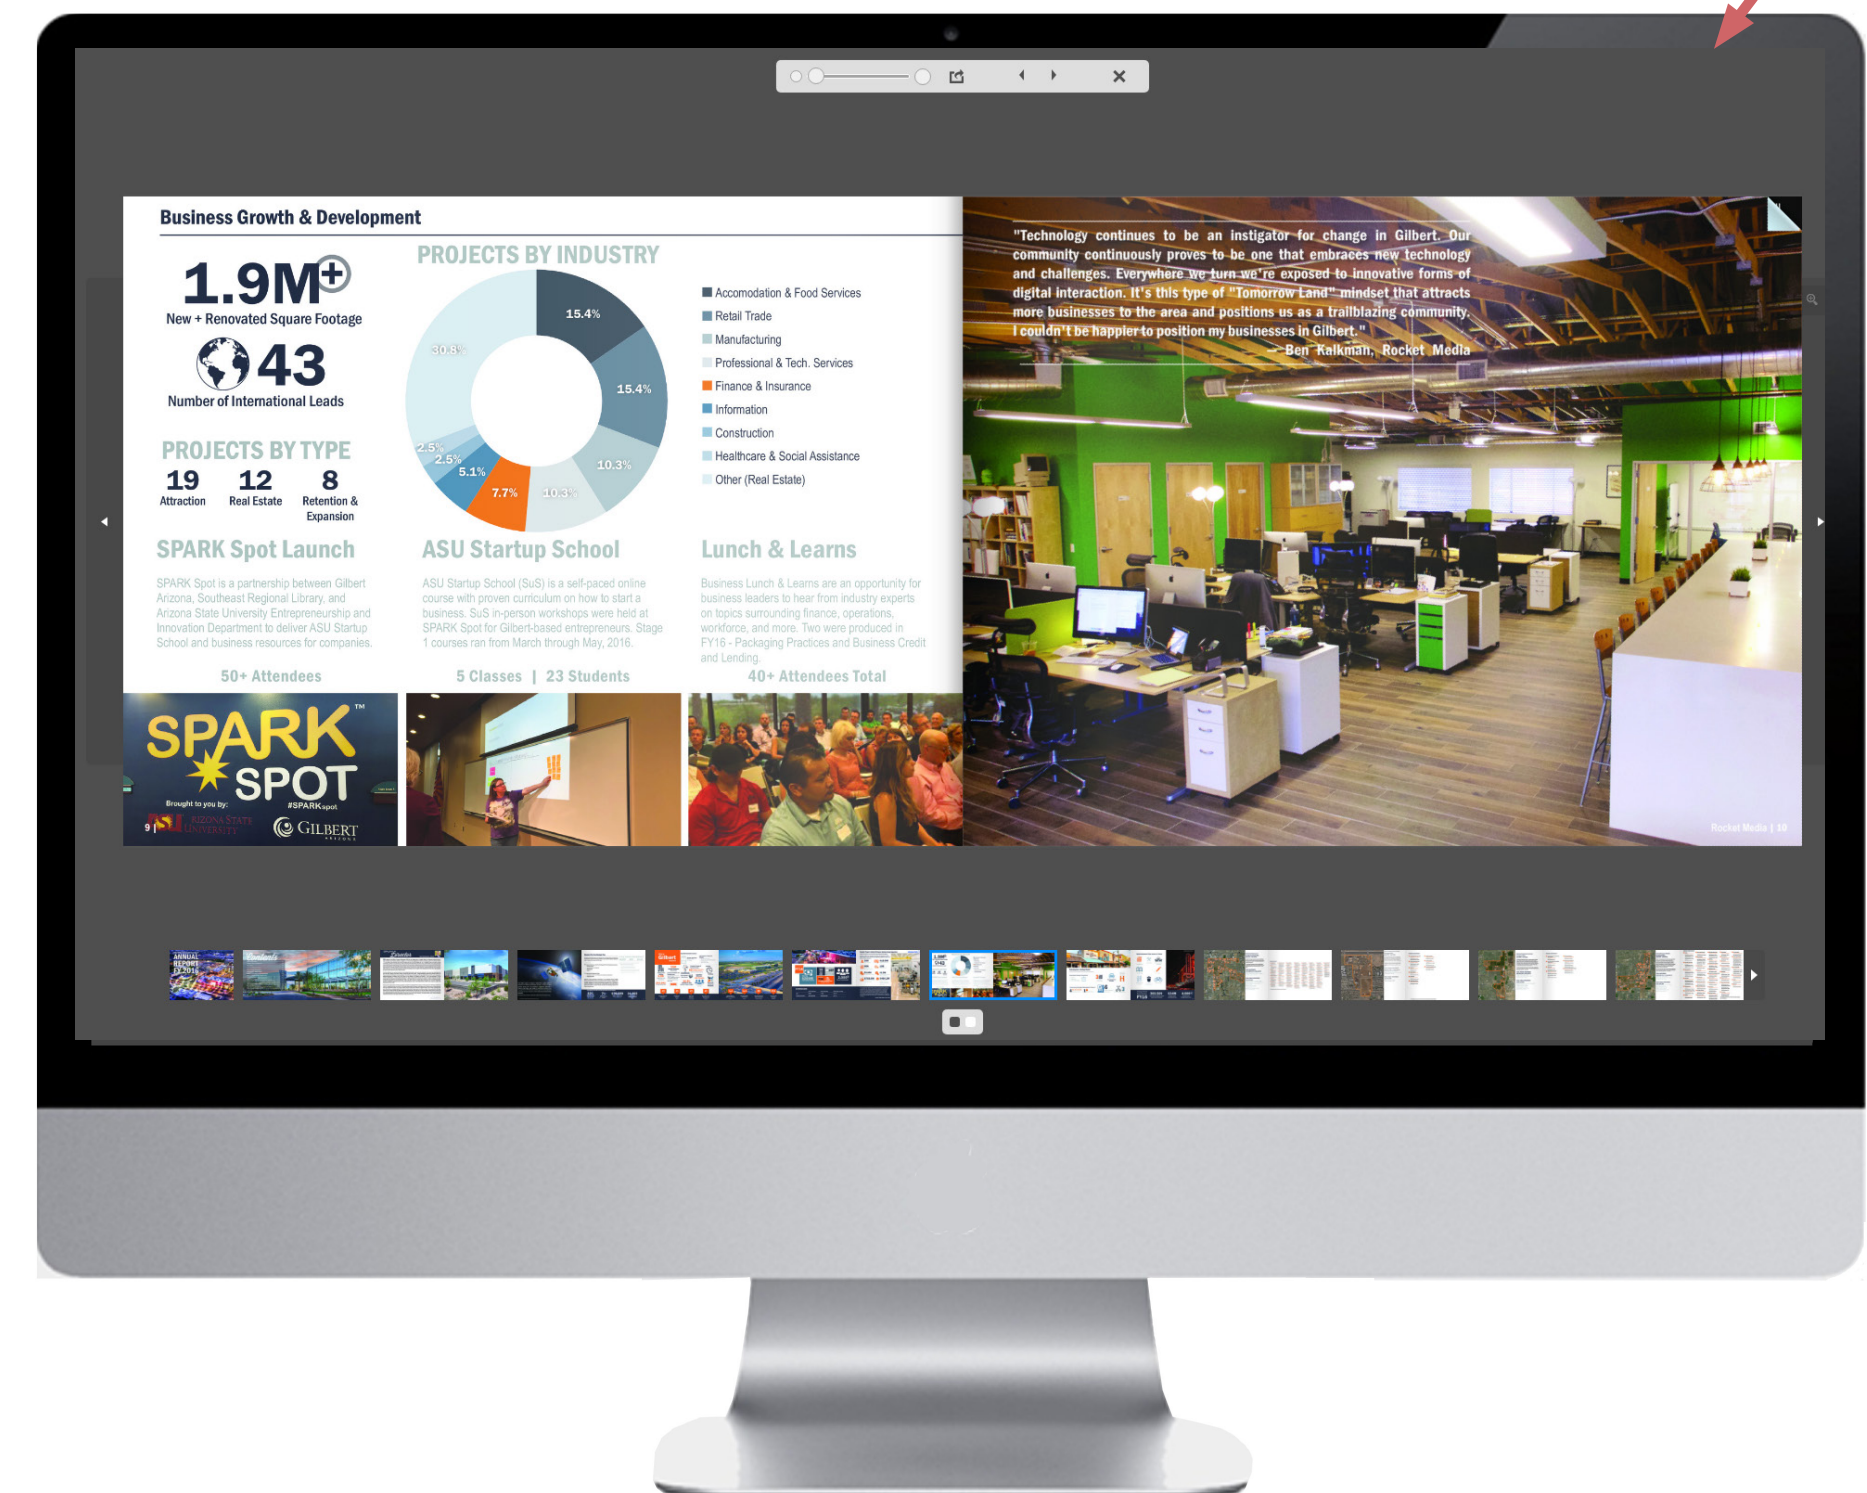 Business Growth & Development
1.9M+
New + Renovated Square Footage
43
Number of International Leads
PROJECTS BY TYPE
19
12
8
Attraction
Real Estate
Retention &
Expansion
PROJECTS BY INDUSTRY
15.4%
15.4%
10.3%
10.3%
7.7%
5.1%
2.5%
2.5%
30.8%
Accomodation & Food Services
Retail Trade
Manufacturing
Professional & Tech. Services
Finance & Insurance
Information
Construction
Healthcare & Social Assistance
Other (Real Estate)
SPARK Spot Launch
SPARK Spot is a partnership between Gilbert
Arizona, Southeast Regional Library, and
Arizona State University Entrepreneurship and
Innovation Department to deliver ASU Startup
School and business resources for companies.
50+ Attendees
ASU Startup School
ASU Startup School (SuS) is a self-paced online
course with proven curriculum on how to start a
business. SuS in-person workshops were held at
SPARK Spot for Gilbert-based entrepreneurs. Stage
1 courses ran from March through May, 2016.
5 Classes | 23 Students
Lunch & Learns
Business Lunch & Learns are an opportunity for
business leaders to hear from industry experts
on topics surrounding finance, operations,
workforce, and more. Two were produced in
FY16 - Packaging Practices and Business Credit
and Lending.
40+ Attendees Total
SPARK™
SPOT
#SPARKspot
Brought to you by:
9 |
ASU ARIZONA STATE
UNIVERSITY
GILBERT
ARIZONA
"Technology continues to be an instigator for change in Gilbert. Our
community continuously proves to be one that embraces new technology
and challenges. Everywhere we turn we're exposed to innovative forms of
digital interaction. It's this type of "Tomorrow Land" mindset that attracts
more businesses to the area and positions us as a trailblazing community.
I couldn't be happier to position my businesses in Gilbert."
— Ben Kalkman, Rocket Media
Rocket Media | 10
ANNUAL
REPORT